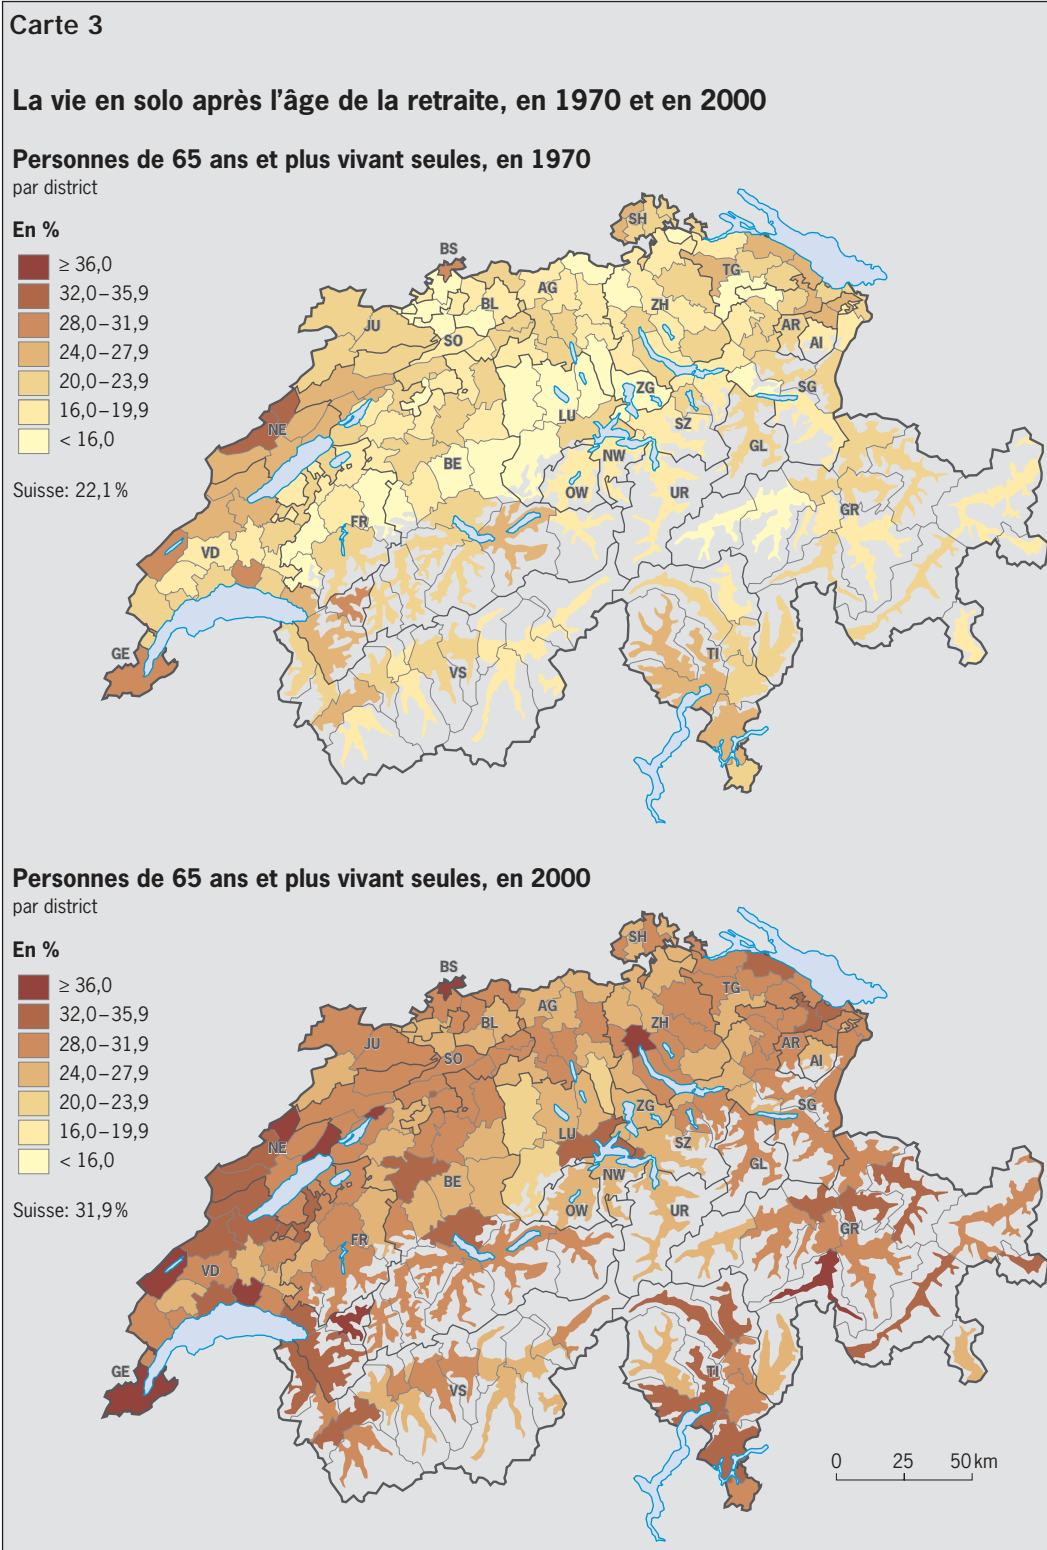 Carte 3
La vie en solo après l'âge de la retraite, en 1970 et en 2000
Personnes de 65 ans et plus vivant seules, en 1970
par district
En %
≥ 36,0
32,0–35,9
28,0–31,9
24,0–27,9
20,0–23,9
16,0–19,9
< 16,0
Suisse: 22,1%
SH
BS
TG
AG
BL
ZH
JU
AR
SO
AI
ZG
SG
LU
NE
SZ
GL
NW
BE
OW
UR
GR
FR
VD
GE
TI
VS
Personnes de 65 ans et plus vivant seules, en 2000
par district
En %
≥ 36,0
32,0–35,9
28,0–31,9
24,0–27,9
20,0–23,9
16,0–19,9
< 16,0
Suisse: 31,9%
SH
BS
TG
AG
BL
ZH
JU
AR
SO
AI
ZG
SG
LU
NE
SZ
GL
NW
BE
OW
UR
GR
FR
VD
GE
TI
VS
0 25 50 km